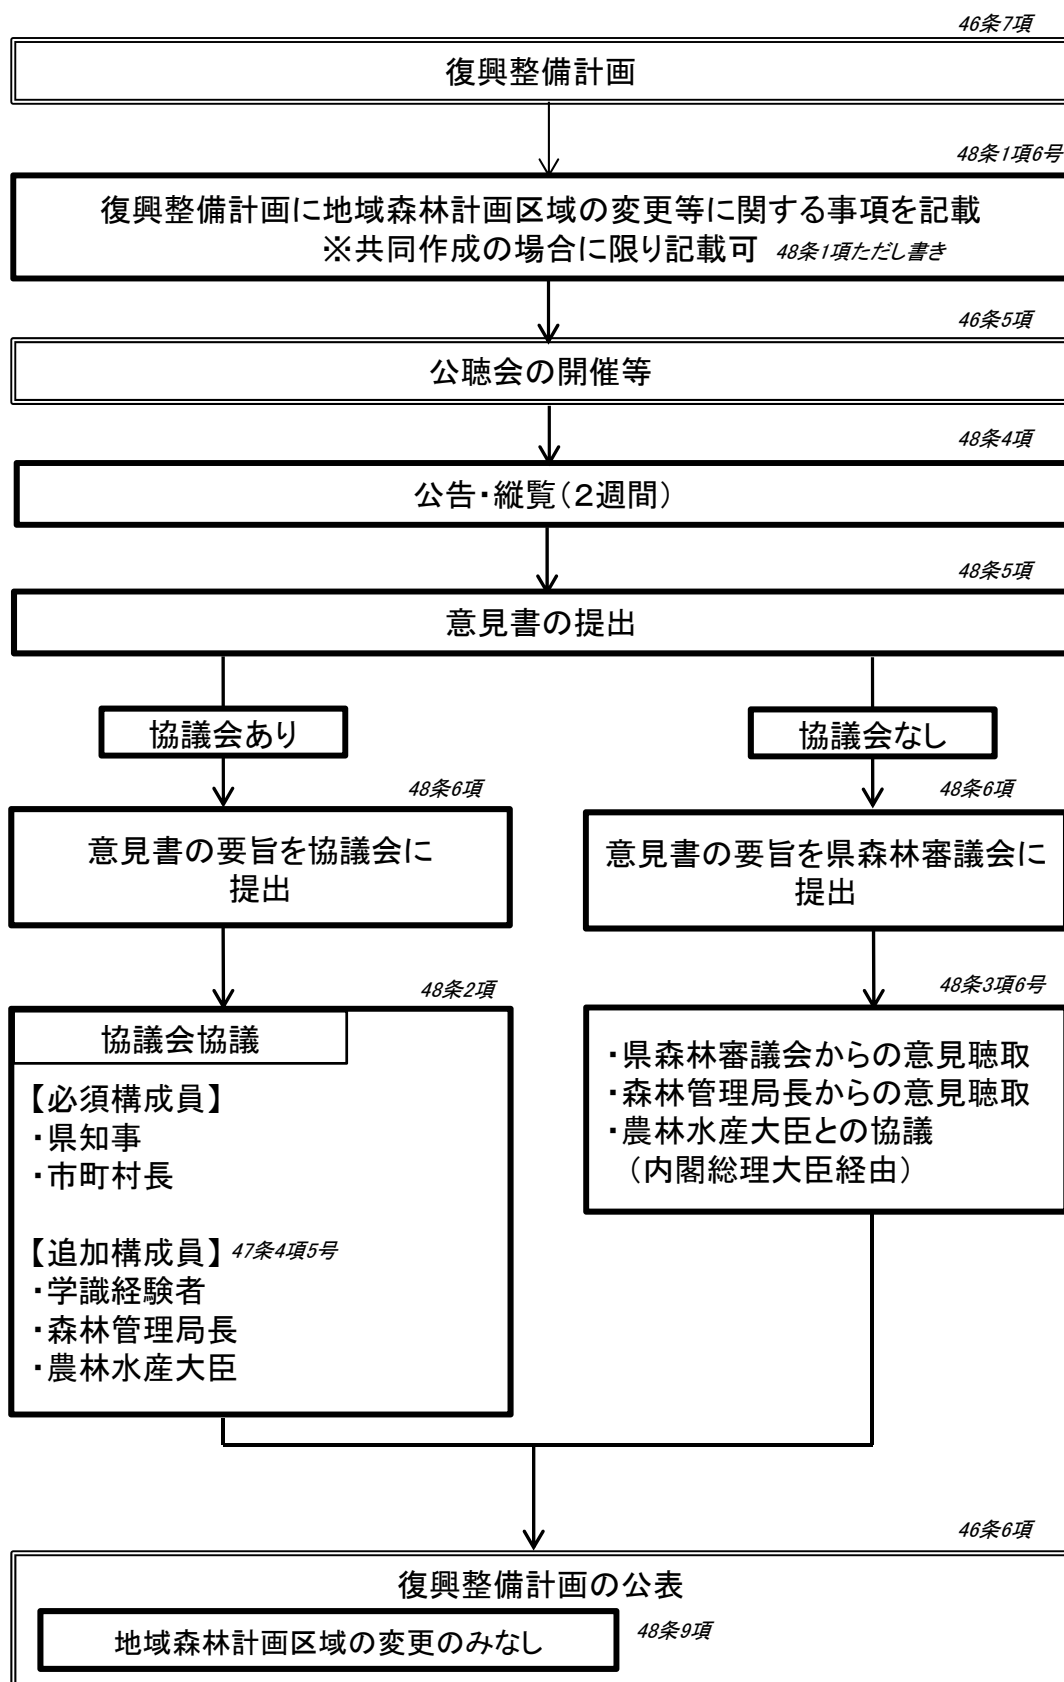 46条7項
復興整備計画
48条1項6号
復興整備計画に地域森林計画区域の変更等に関する事項を記載
※共同作成の場合に限り記載可 48条1項ただし書き
46条5項
公聴会の開催等
48条4項
公告・縦覧(2週間)
48条5項
意見書の提出
協議会あり
協議会なし
48条6項
意見書の要旨を協議会に
提出
48条6項
意見書の要旨を県森林審議会に
提出
48条2項
協議会協議
【必須構成員】
・県知事
・市町村長
【追加構成員】 47条4項5号
・学識経験者
・森林管理局長
・農林水産大臣
48条3項6号
・県森林審議会からの意見聴取
・森林管理局長からの意見聴取
・農林水産大臣との協議
(内閣総理大臣経由)
46条6項
復興整備計画の公表
地域森林計画区域の変更のみなし 48条9項